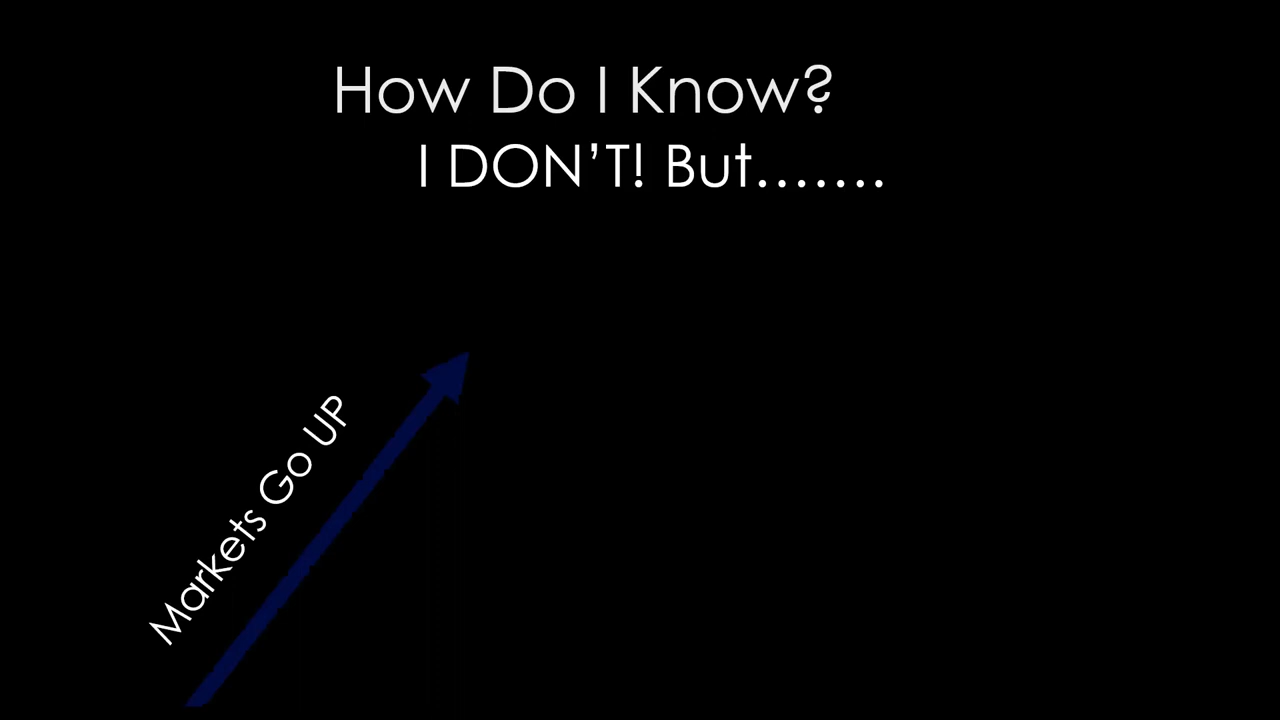 How Do I Know?
I DON’T! But.......
Markets Go UP